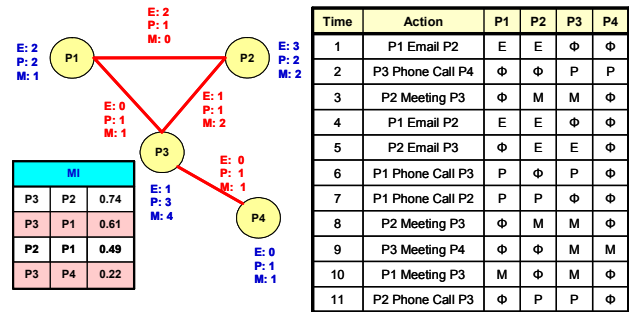 E: 2
P: 1
M: 0
E: 2
P: 2
M: 1
P1
P2
E: 3
P: 2
M: 2
E: 0
P: 1
M: 1
E: 1
P: 1
M: 2
P3
E: 0
P: 1
M: 1
E: 1
P: 3
M: 4
P4
E: 0
P: 1
M: 1
MI
P3 P2 0.74
P3 P1 0.61
P2 P1 0.49
P3 P4 0.22
Time Action P1 P2 P3 P4
1 P1 Email P2 E E Φ Φ
2 P3 Phone Call P4 Φ Φ P P
3 P2 Meeting P3 Φ M M Φ
4 P1 Email P2 E E Φ Φ
5 P2 Email P3 Φ E E Φ
6 P1 Phone Call P3 P Φ P Φ
7 P1 Phone Call P2 P P Φ Φ
8 P2 Meeting P3 Φ M M Φ
9 P3 Meeting P4 Φ Φ M M
10 P1 Meeting P3 M Φ M Φ
11 P2 Phone Call P3 Φ P P Φ